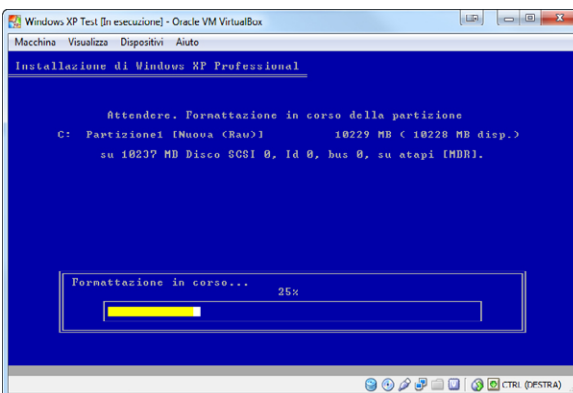 Windows XP Test [In esecuzione] - Oracle VM VirtualBox
Macchina Visualizza Dispositivi Aiuto
Installazione di Windows XP Professional
Attendere. Formattazione in corso della partizione
C: Partizione1 [Nuova (Raw)] 10229 MB ( 10228 MB disp.)
su 10237 MB Disco SCSI 0, Id 0, bus 0, su atapi [MBR].
Formattazione in corso...
25%
CTRL (DESTRA)